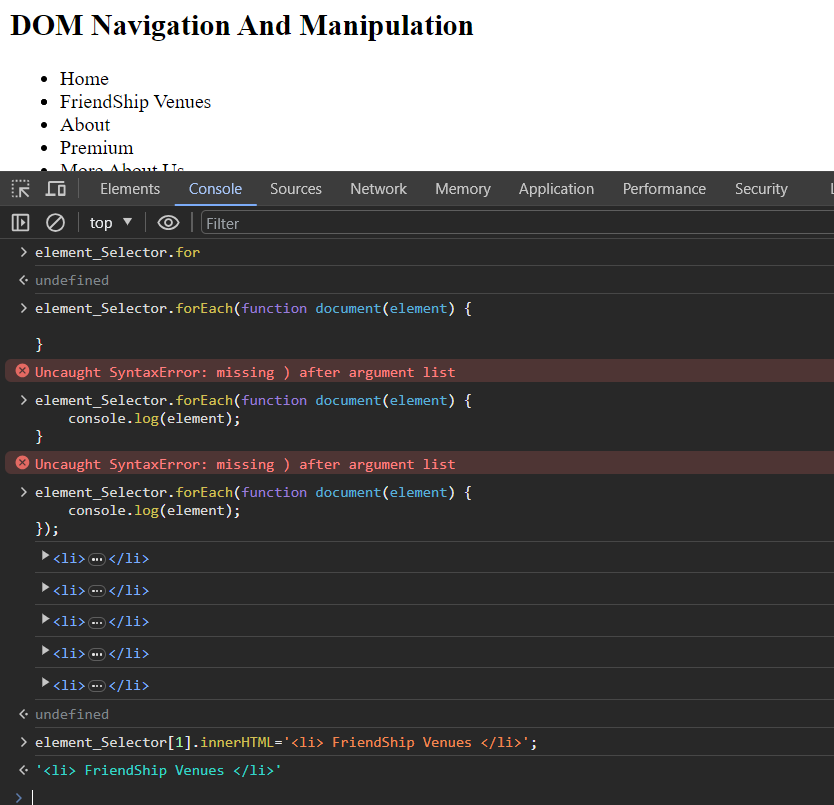 DOM Navigation And Manipulation
Home
FriendShip Venues
About
Premium
More About Us
Elements Console Sources Network Memory Application Performance Security
top Filter
element_Selector.for
undefined
element_Selector.forEach(function document(element) {
}
Uncaught SyntaxError: missing ) after argument list
element_Selector.forEach(function document(element) {
console.log(element);
}
Uncaught SyntaxError: missing ) after argument list
element_Selector.forEach(function document(element) {
console.log(element);
});
<li>…</li>
<li>…</li>
<li>…</li>
<li>…</li>
<li>…</li>
undefined
element_Selector[1].innerHTML='<li> FriendShip Venues </li>';
'<li> FriendShip Venues </li>'